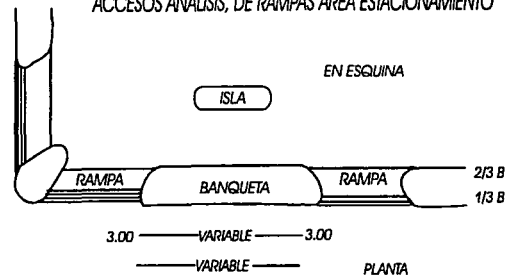 ACCESOS ANALISIS, DE RAMPAS AREA ESTACIONAMIENTO
EN ESQUINA
ISLA
RAMPA
BANQUETA
RAMPA
2/3 B
1/3 B
3.00 VARIABLE 3.00
VARIABLE
PLANTA